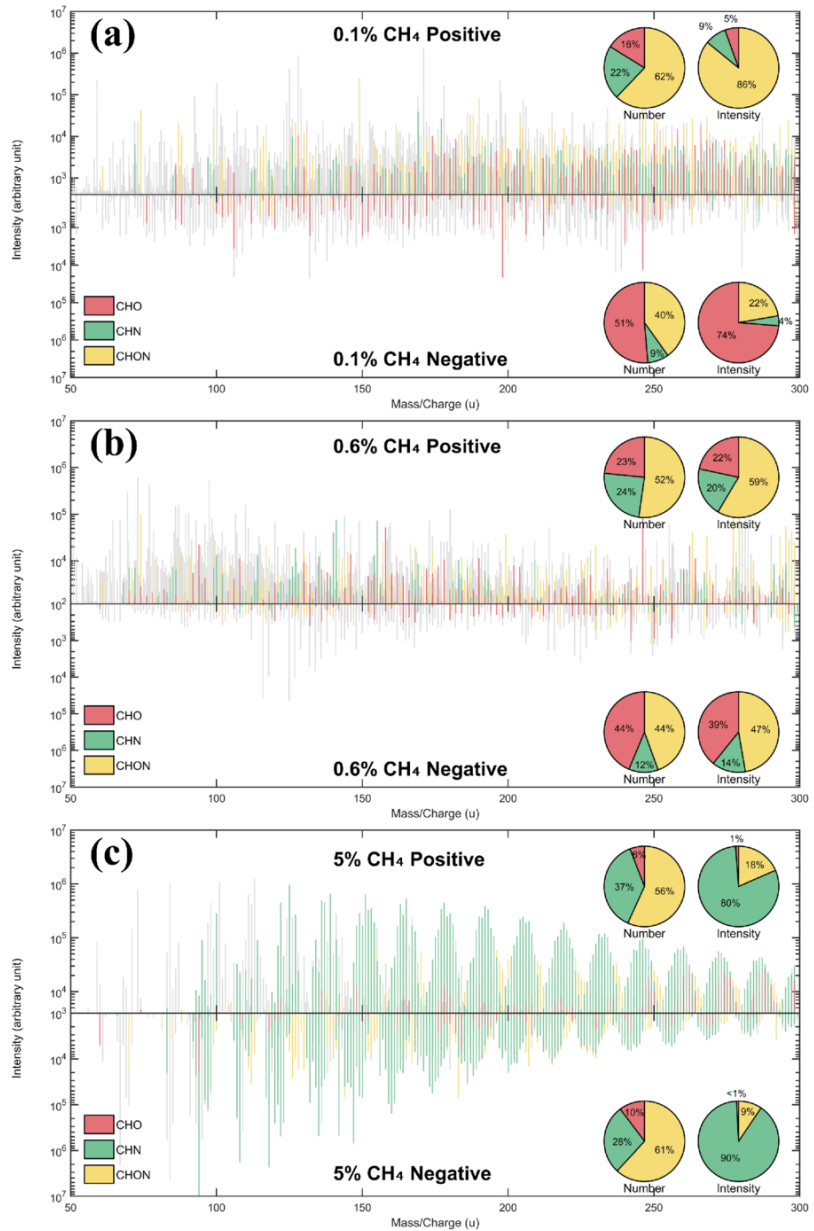 (a)
0.1% CH₄ Positive
10⁷
10⁶
10⁵
10⁴
10³
10³
10⁴
10⁵
10⁶
10⁷
Intensity (arbitrary unit)
16%
22%
62%
Number
9%
5%
86%
Intensity
CHO
CHN
CHON
0.1% CH₄ Negative
51%
40%
9%
Number
22%
4%
74%
Intensity
50
100
150
200
250
300
Mass/Charge (u)
(b)
0.6% CH₄ Positive
10⁷
10⁶
10⁴
10²
10³
10⁴
10⁵
10⁶
10⁷
Intensity (arbitrary unit)
23%
24%
52%
Number
22%
20%
59%
Intensity
CHO
CHN
CHON
0.6% CH₄ Negative
44%
44%
12%
Number
39%
47%
14%
Intensity
50
100
150
200
250
300
Mass/Charge (u)
(c)
5% CH₄ Positive
10⁷
10⁶
10⁵
10⁴
10³
10⁴
10⁵
10⁶
10⁷
Intensity (arbitrary unit)
37%
56%
Number
1%
80%
Intensity
CHO
CHN
CHON
5% CH₄ Negative
10%
28%
61%
Number
<1%
9%
90%
Intensity
50
100
150
200
250
300
Mass/Charge (u)